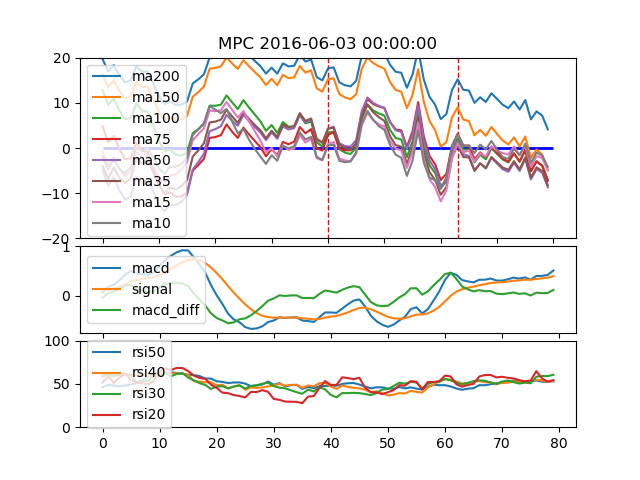 MPC 2016-06-03 00:00:00
20
10
0
−10
−20
ma200
ma150
ma100
ma75
ma50
ma35
ma15
ma10
1
0
macd
signal
macd_diff
100
50
0
rsi50
rsi40
rsi30
rsi20
0 10 20 30 40 50 60 70 80